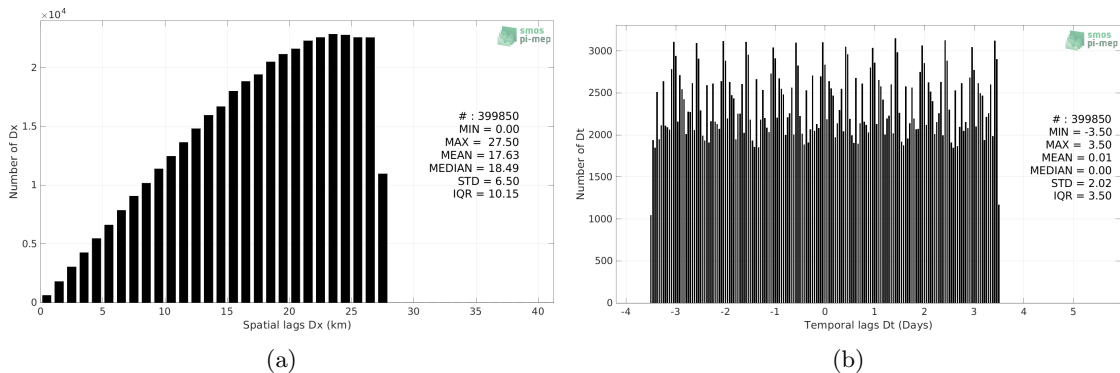 ×10⁴
2
1.5
1
0.5
0
Number of Dx
0 5 10 15 20 25 30 35 40
Spatial lags Dx (km)
smos
pi-mep
# : 399850
MIN = 0.00
MAX = 27.50
MEAN = 17.63
MEDIAN = 18.49
STD = 6.50
IQR = 10.15
(a)
3000
2500
2000
1500
1000
500
0
Number of Dt
-4 -3 -2 -1 0 1 2 3 4 5
Temporal lags Dt (Days)
smos
pi-mep
# : 399850
MIN = -3.50
MAX = 3.50
MEAN = 0.01
MEDIAN = 0.00
STD = 2.02
IQR = 3.50
(b)